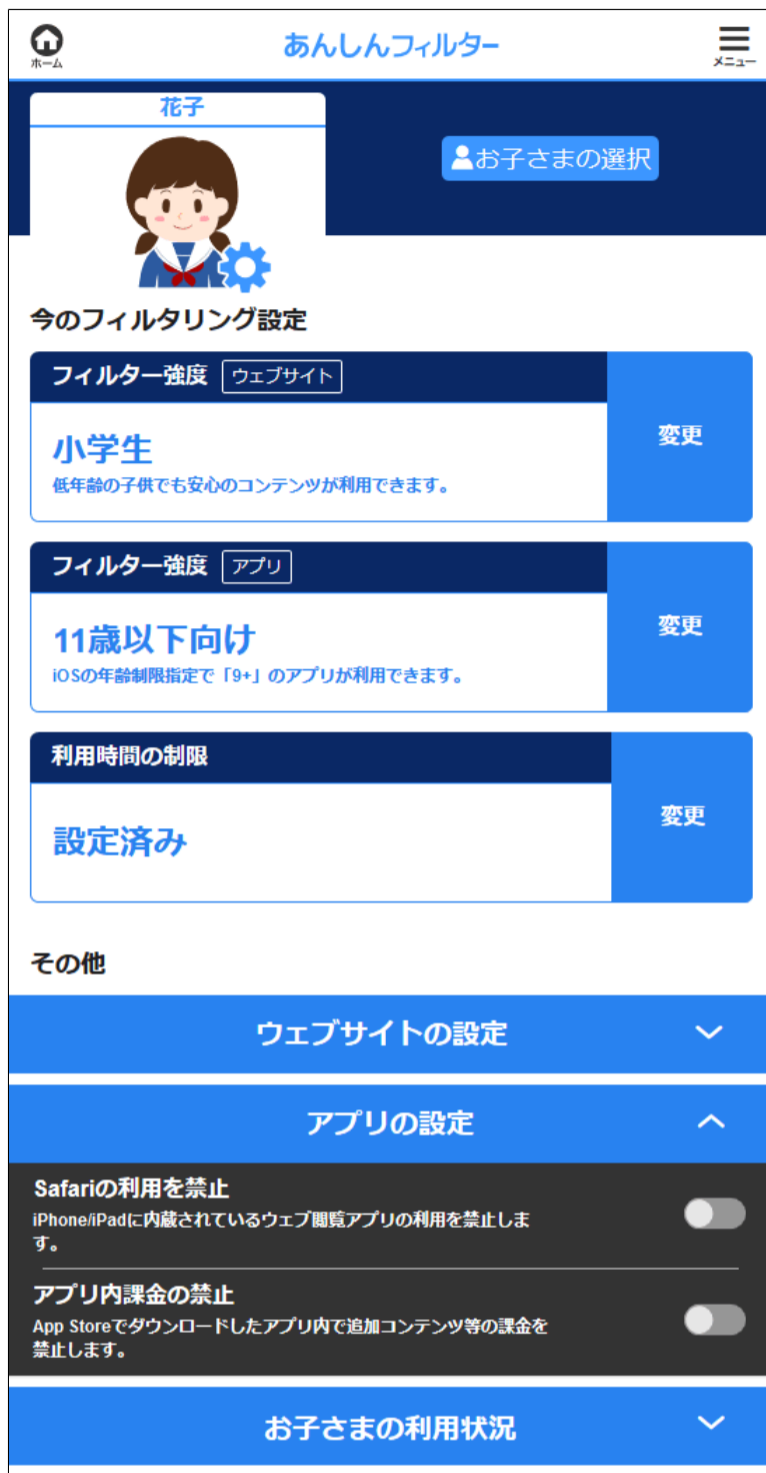 あんしんフィルター
ホーム
メニュー
花子
お子さまの選択
今のフィルタリング設定
フィルター強度 ウェブサイト
小学生
低年齢の子供でも安心のコンテンツが利用できます。
変更
フィルター強度 アプリ
11歳以下向け
iOSの年齢制限指定で「9+」のアプリが利用できます。
変更
利用時間の制限
設定済み
変更
その他
ウェブサイトの設定
アプリの設定
Safariの利用を禁止
iPhone/iPadに内蔵されているウェブ閲覧アプリの利用を禁止しま
す。
アプリ内課金の禁止
App Storeでダウンロードしたアプリ内で追加コンテンツ等の課金を
禁止します。
お子さまの利用状況